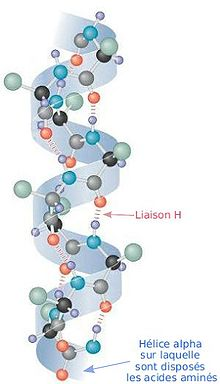 Liaison H
Hélice alpha
sur laquelle
sont disposés
les acides aminés